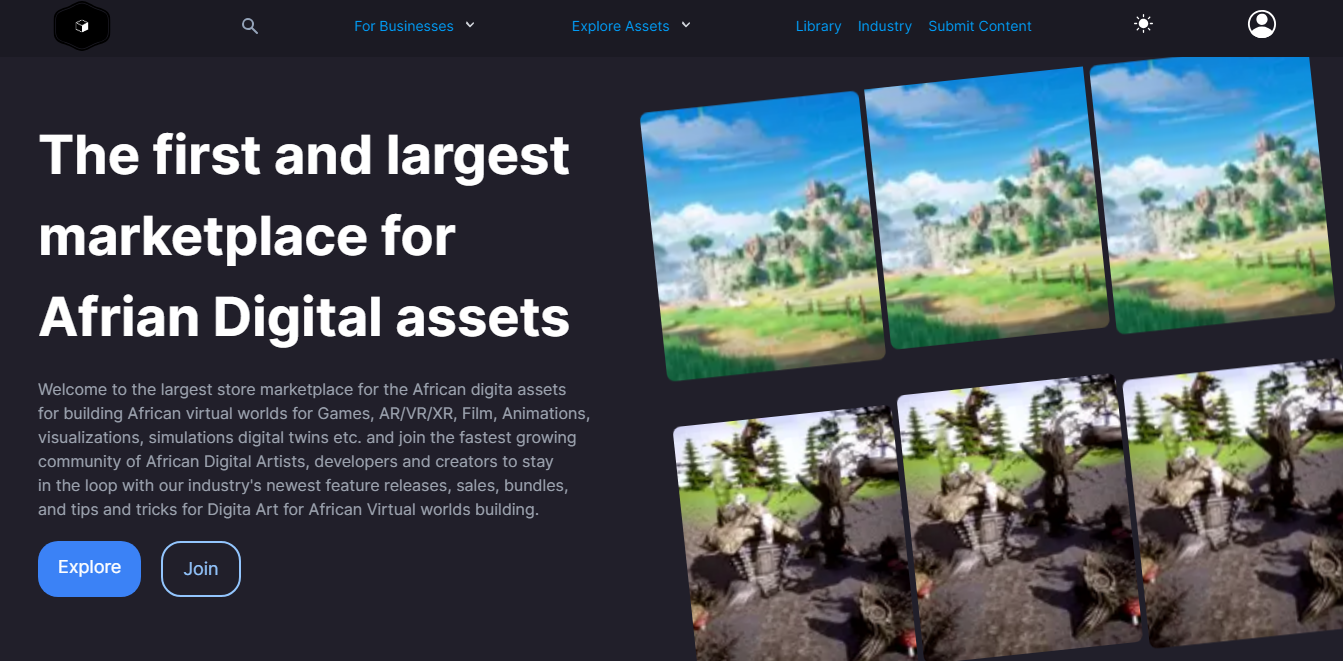 For Businesses
Explore Assets
Library
Industry
Submit Content
The first and largest
marketplace for
Afrian Digital assets
Welcome to the largest store marketplace for the African digita assets
for building African virtual worlds for Games, AR/VR/XR, Film, Animations,
visualizations, simulations digital twins etc. and join the fastest growing
community of African Digital Artists, developers and creators to stay
in the loop with our industry's newest feature releases, sales, bundles,
and tips and tricks for Digita Art for African Virtual worlds building.
Explore
Join